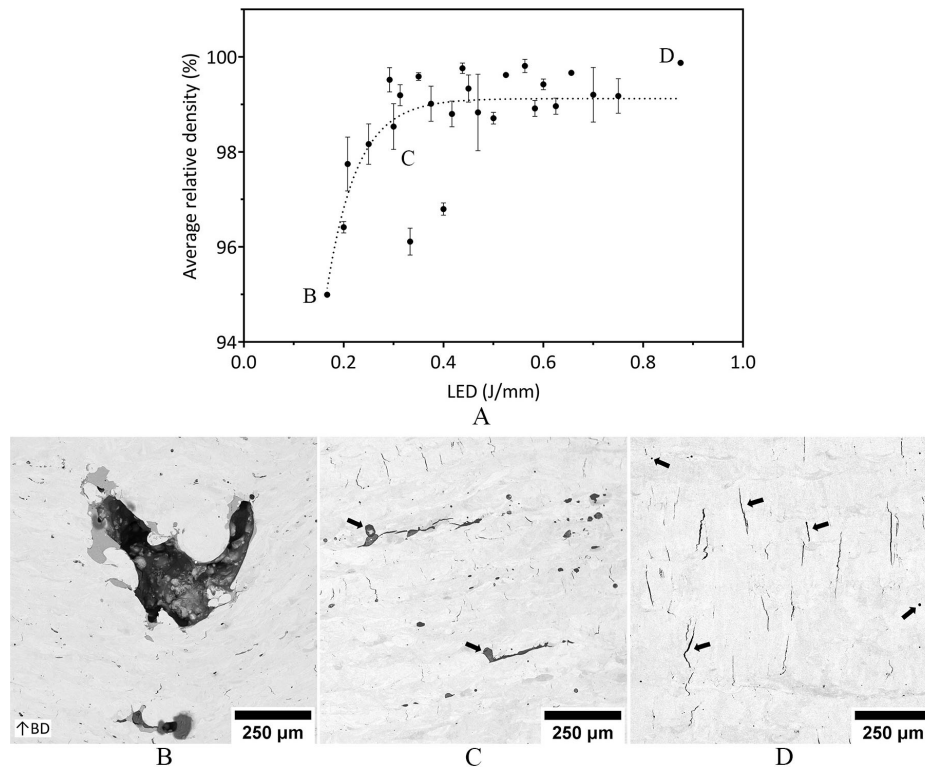 Average relative density (%)
100
98
96
94
B
C
D
0.0 0.2 0.4 0.6 0.8 1.0
LED (J/mm)
A
↑BD
250 µm
250 µm
250 µm
B C D